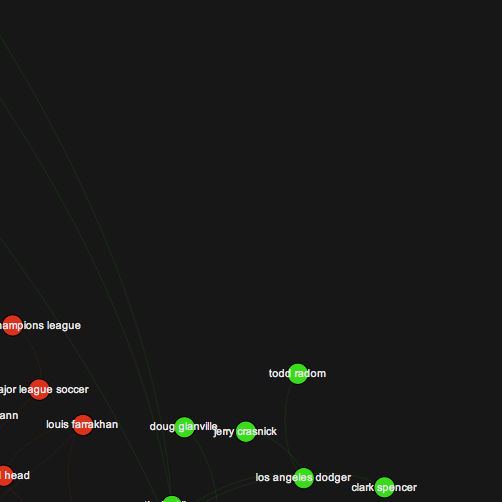 hampions league
todd radom
ajor league soccer
ann
louis farrakhan
doug glanville
jerry crasnick
head
los angeles dodger
clark spencer